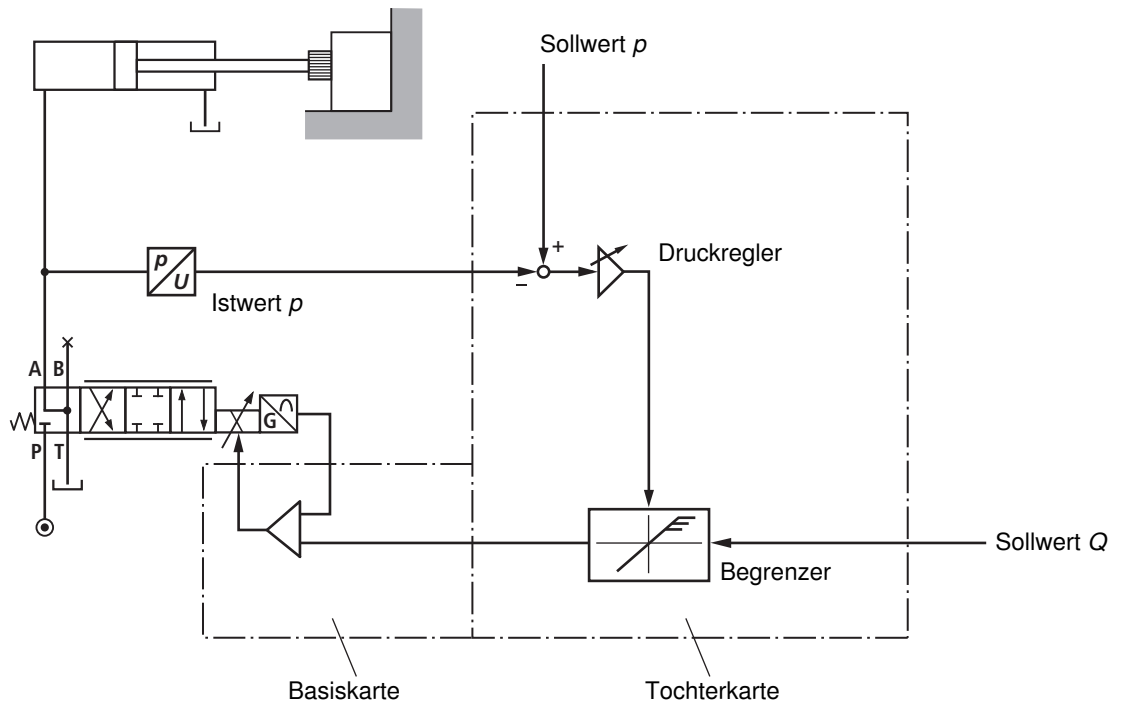 Sollwert p
p
U
Istwert p
+
−
Druckregler
A B
P T
G
Begrenzer
Sollwert Q
Basiskarte
Tochterkarte